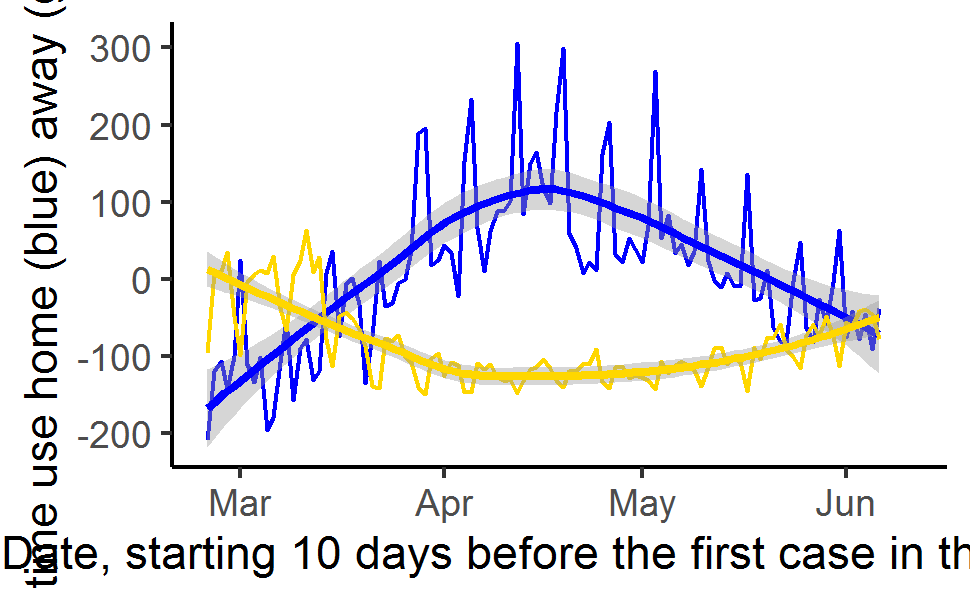 time use home (blue) away (
300
200
100
0
-100
-200
Mar Apr May Jun
Date, starting 10 days before the first case in th